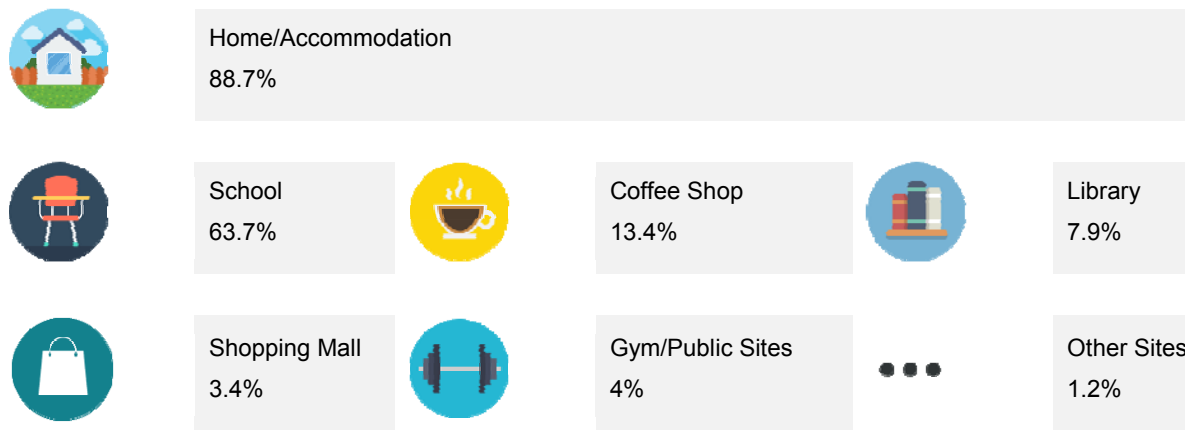 Home/Accommodation
88.7%
School
63.7%
Coffee Shop
13.4%
Library
7.9%
Shopping Mall
3.4%
Gym/Public Sites
4%
Other Sites
1.2%